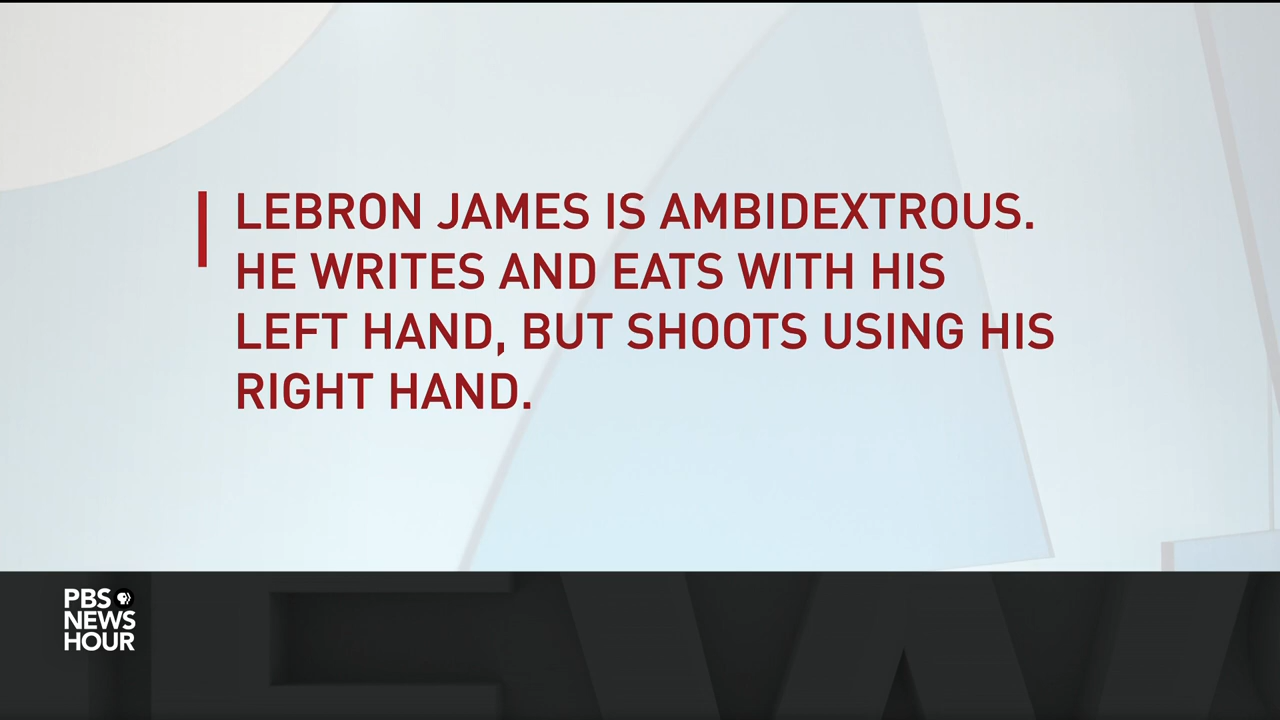 LEBRON JAMES IS AMBIDEXTROUS.
HE WRITES AND EATS WITH HIS
LEFT HAND, BUT SHOOTS USING HIS
RIGHT HAND.
PBS
NEWS
HOUR